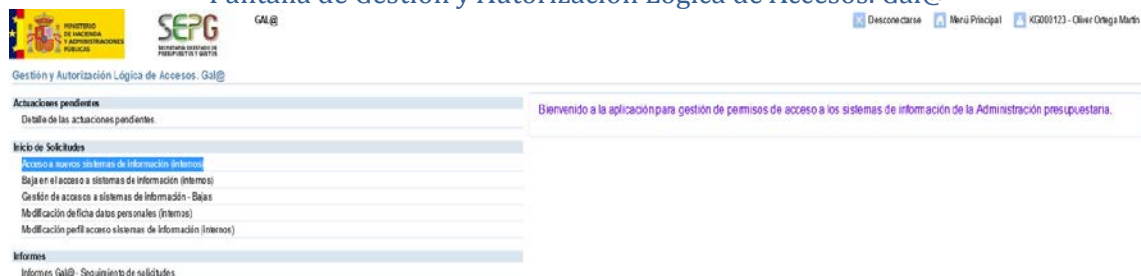 Pantalla de Gestión y Autorización Lógica de Accesos. Gal@
MINISTERIO
DE HACIENDA
Y ADMINISTRACIONES
PÚBLICAS
SEPG
SECRETARÍA ESTADO DE
PRESUPUESTOS Y GASTOS
GAL@
Desconectarse
Menú Principal
KG000123 - Oliver Ortega Martín
Gestión y Autorización Lógica de Accesos. Gal@
Actuaciones pendientes
Detalle de las actuaciones pendientes.
Bienvenido a la aplicación para gestión de permisos de acceso a los sistemas de información de la Administración presupuestaria.
Inicio de Solicitudes
Acceso a nuevos sistemas de información (internos)
Baja en el acceso a sistemas de información (internos)
Gestión de accesos a sistemas de información - Bajas
Modificación de ficha datos personales (internos)
Modificación perfil acceso sistemas de información (internos)
Informes
Informes Gal@ - Seguimiento de solicitudes